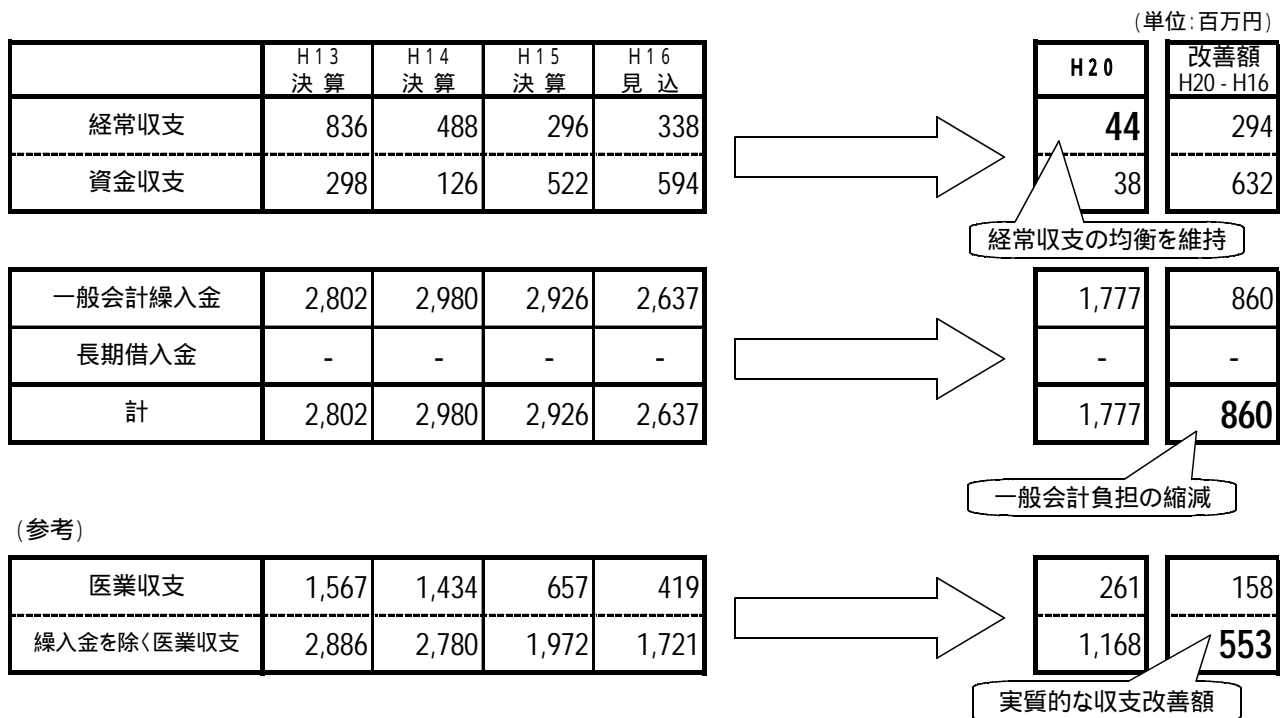 (単位:百万円)
H13 決算 H14 決算 H15 決算 H16 見込 H20 改善額 H20 - H16
経常収支 836 488 296 338 44 294
資金収支 298 126 522 594 38 632
経常収支の均衡を維持
一般会計繰入金 2,802 2,980 2,926 2,637 1,777 860
長期借入金 - - - - - -
計 2,802 2,980 2,926 2,637 1,777 860
一般会計負担の縮減
(参考)
医業収支 1,567 1,434 657 419 261 158
繰入金を除く医業収支 2,886 2,780 1,972 1,721 1,168 553
実質的な収支改善額